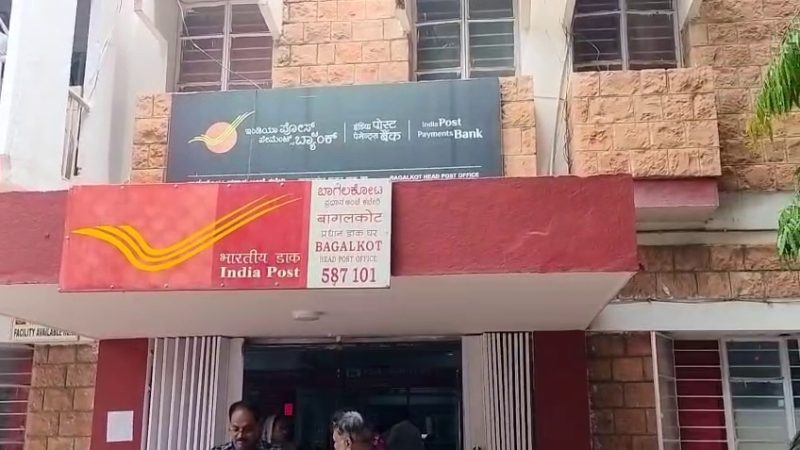 ಇಂಡಿಯಾ ಪೋಸ್ಟ್
ಪೇಮೆಂಟ್ಸ್ ಬ್ಯಾಂಕ್
इंडिया पोस्ट
पेमेन्ट्स बैंक
India Post
Payments Bank
BAGALKOT HEAD POST OFFICE
भारतीय डाक
India Post
ಬಾಗಲಕೋಟ
ಪ್ರಧಾನ ಅಂಚೆ ಕಚೇರಿ
बागलकोट
प्रधान डाक घर
BAGALKOT
HEAD POST OFFICE
587 101
FACILITY AVAILABLE